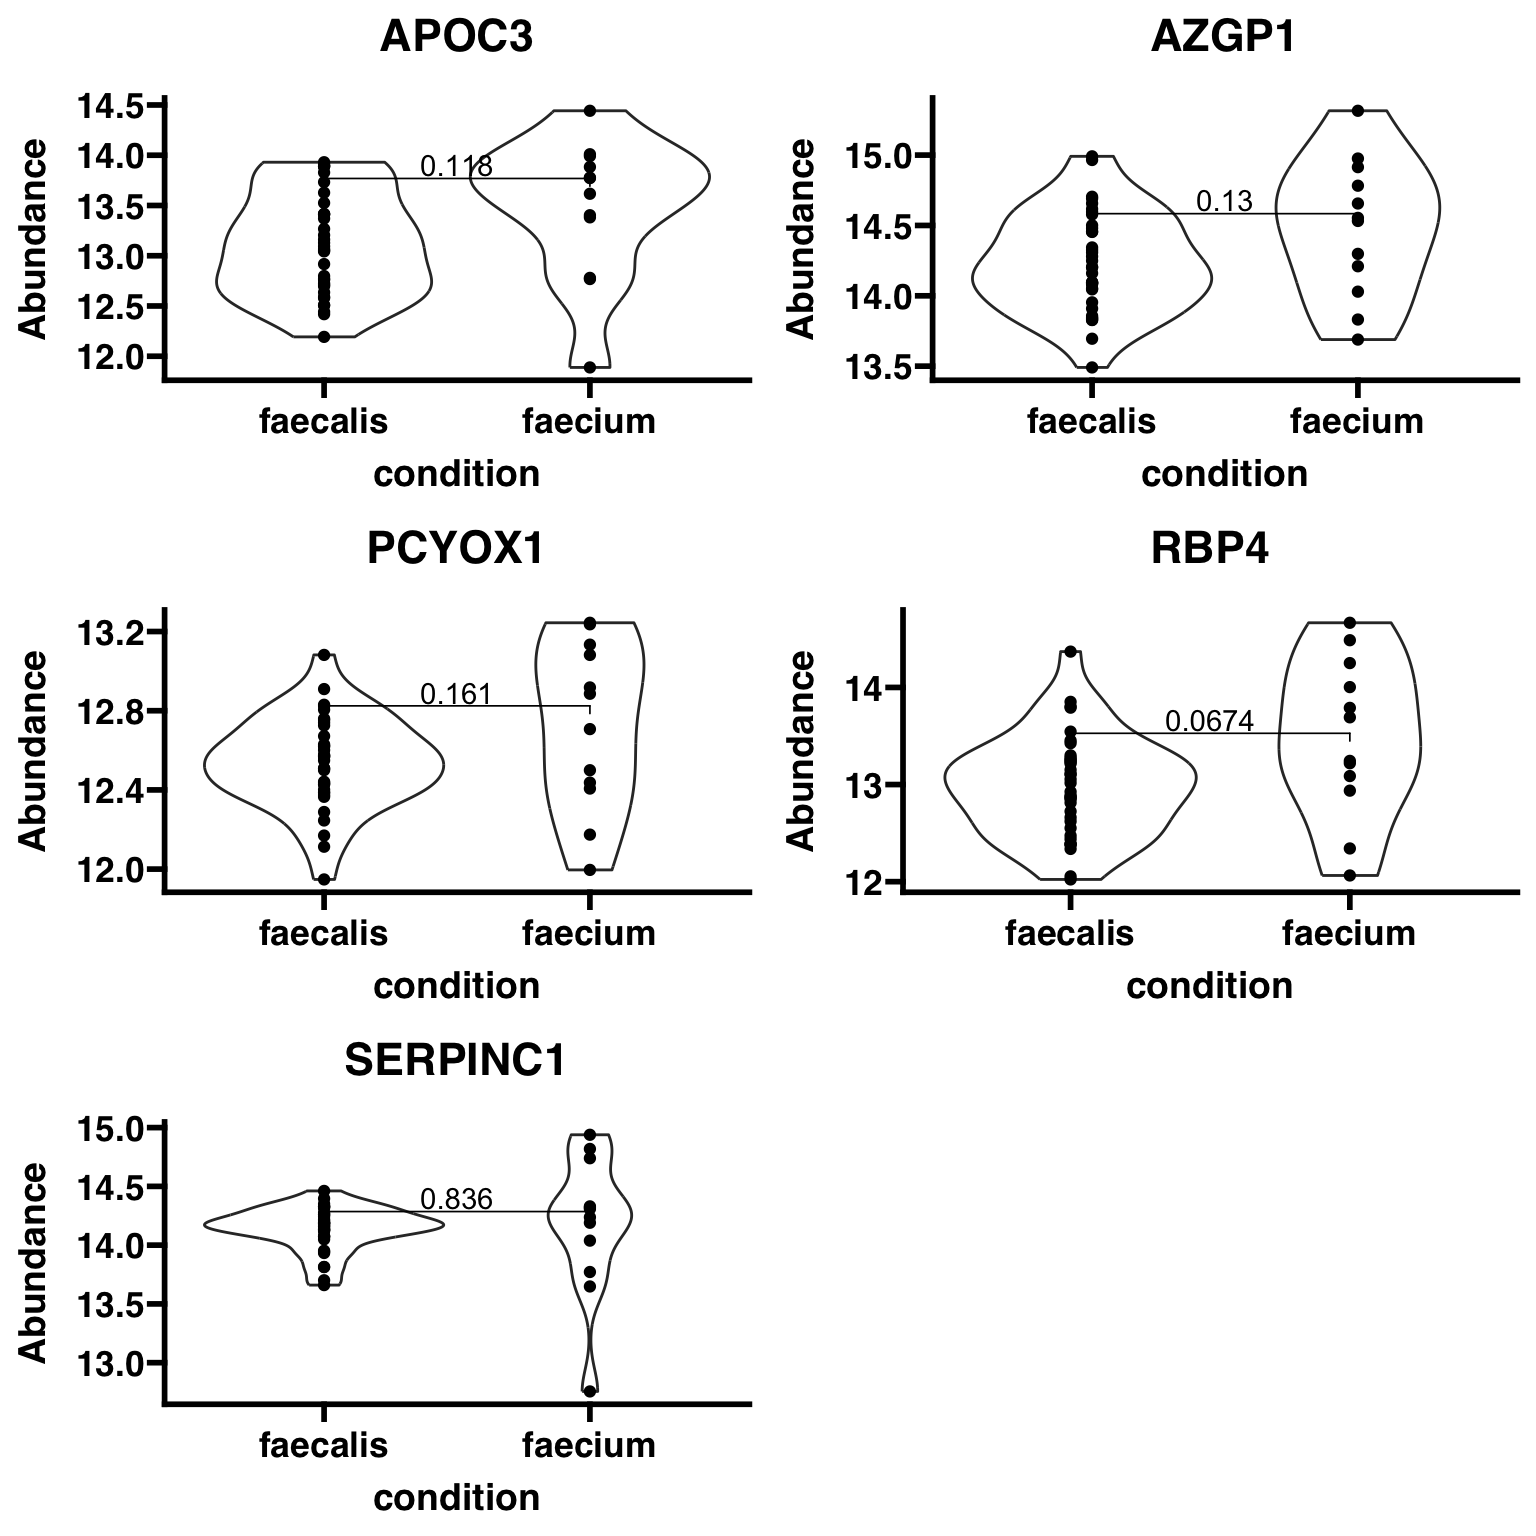 APOC3
Abundance
14.5
14.0
13.5
13.0
12.5
12.0
0.118
faecalis faecium
condition
AZGP1
Abundance
15.0
14.5
14.0
13.5
0.13
faecalis faecium
condition
PCYOX1
Abundance
13.2
12.8
12.4
12.0
0.161
faecalis faecium
condition
RBP4
Abundance
14
13
12
0.0674
faecalis faecium
condition
SERPINC1
Abundance
15.0
14.5
14.0
13.5
13.0
0.836
faecalis faecium
condition